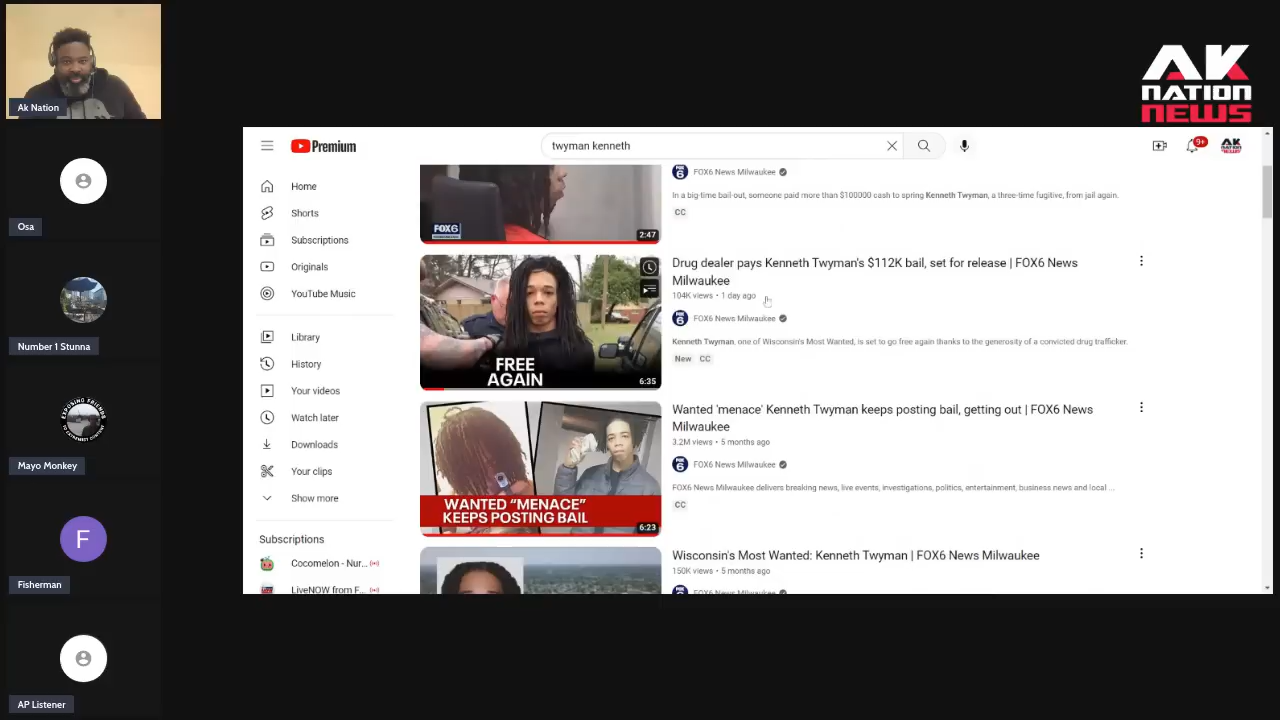 Ak Nation
Osa
Number 1 Stunna
EXPOSING FRIENDS
Mayo Monkey
F
Fisherman
AP Listener
AK
NATION
NEWS
Premium
twyman kenneth
9+
AK
NATION
NEWS
Home
Shorts
Subscriptions
Originals
YouTube Music
Library
History
Your videos
Watch later
Downloads
Your clips
Show more
Subscriptions
Cocomelon - Nur...
LiveNOW from F...
FOX6
2:47
FOX6 News Milwaukee
In a big-time bail-out, someone paid more than $100000 cash to spring Kenneth Twyman, a three-time fugitive, from jail again.
CC
FREE
AGAIN
6:35
Drug dealer pays Kenneth Twyman's $112K bail, set for release | FOX6 News
Milwaukee
104K views • 1 day ago
FOX6 News Milwaukee
Kenneth Twyman, one of Wisconsin's Most Wanted, is set to go free again thanks to the generosity of a convicted drug trafficker.
New CC
WANTED "MENACE"
KEEPS POSTING BAIL
6:23
Wanted 'menace' Kenneth Twyman keeps posting bail, getting out | FOX6 News
Milwaukee
3.2M views • 5 months ago
FOX6 News Milwaukee
FOX6 News Milwaukee delivers breaking news, live events, investigations, politics, entertainment, business news and local ...
CC
Wisconsin's Most Wanted: Kenneth Twyman | FOX6 News Milwaukee
150K views • 5 months ago
FOX6 News Milwaukee